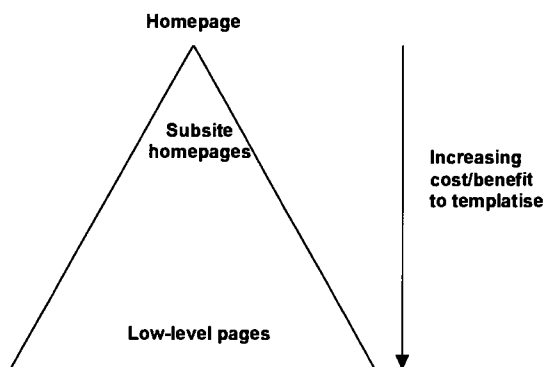 Homepage
Subsite
homepages
Increasing
cost/benefit
to templatise
Low-level pages